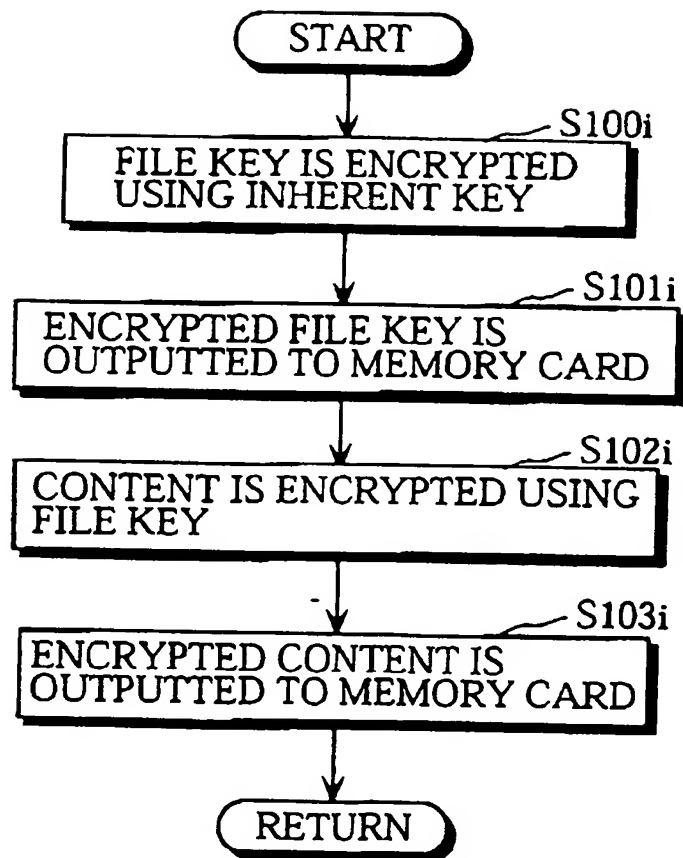 START
S100i
FILE KEY IS ENCRYPTED
USING INHERENT KEY
S101i
ENCRYPTED FILE KEY IS
OUTPUTTED TO MEMORY CARD
S102i
CONTENT IS ENCRYPTED USING
FILE KEY
S103i
ENCRYPTED CONTENT IS
OUTPUTTED TO MEMORY CARD
RETURN